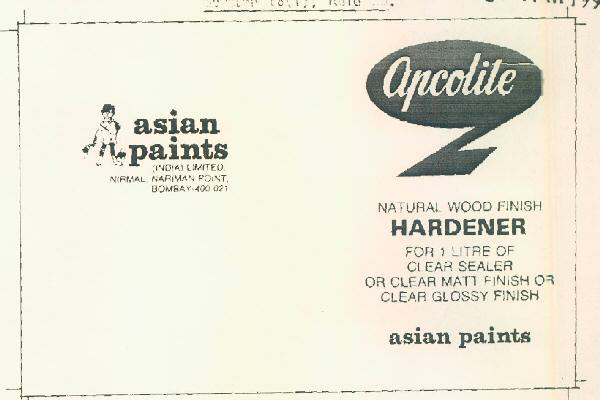 asian
paints
(INDIA) LIMITED,
NIRMAL, NARIMAN POINT,
BOMBAY-400 021
Apcolite
NATURAL WOOD FINISH
HARDENER
FOR 1 LITRE OF
CLEAR SEALER
OR CLEAR MATT FINISH OR
CLEAR GLOSSY FINISH
asian paints